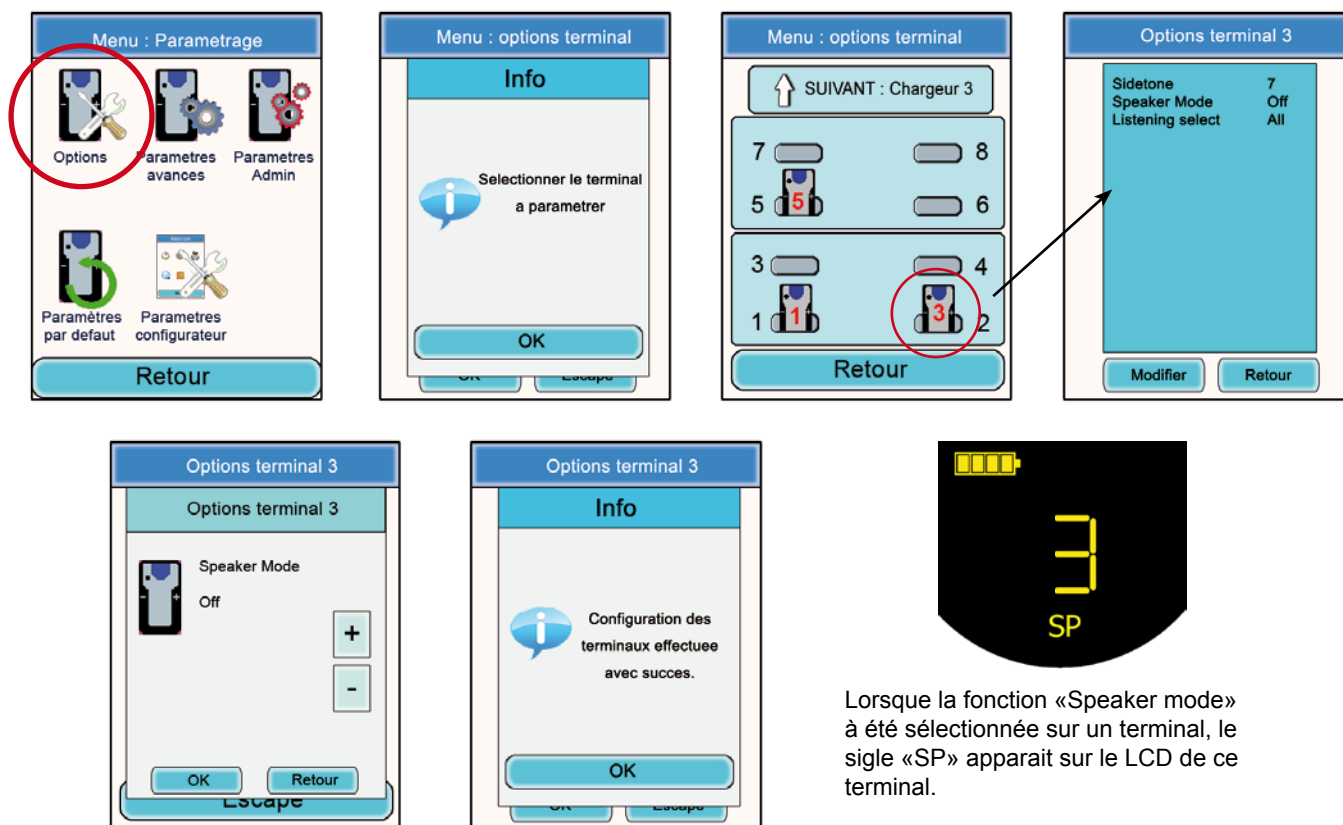 Menu : Parametrage
Options
Parametres
avances
Parametres
Admin
Paramètres
par defaut
Parametres
configurateur
Retour
Menu : options terminal
Info
Selectionner le terminal
a parametrer
OK
OK Escape
Menu : options terminal
SUIVANT : Chargeur 3
7 8
5 5 6
3 4
1 1 3 2
Retour
Options terminal 3
Sidetone 7
Speaker Mode Off
Listening select All
Modifier Retour
Options terminal 3
Options terminal 3
Speaker Mode
Off
+
-
OK Retour
Escape
Options terminal 3
Info
Configuration des
terminaux effectuee
avec succes.
OK
OK Escape
3
SP
Lorsque la fonction «Speaker mode»
à été sélectionnée sur un terminal, le
sigle «SP» apparait sur le LCD de ce
terminal.